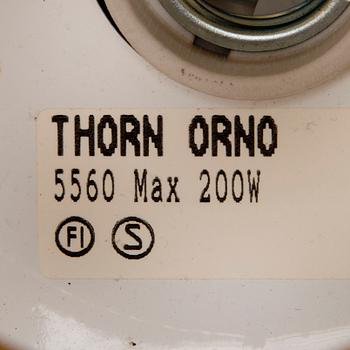 THORN ORNO
5560 Max 200W
FI S